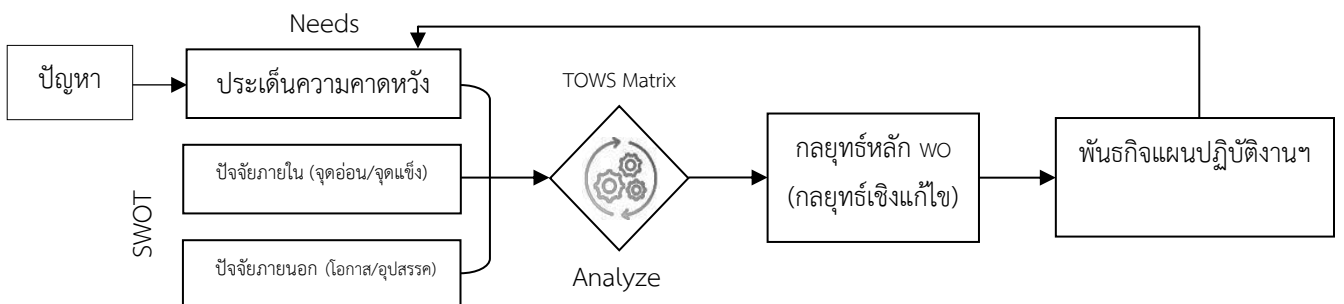 Needs
ปัญหา
ประเด็นความคาดหวัง
TOWS Matrix
ปัจจัยภายใน (จุดอ่อน/จุดแข็ง)
SWOT
ปัจจัยภายนอก (โอกาส/อุปสรรค)
Analyze
กลยุทธ์หลัก WO
(กลยุทธ์เชิงแก้ไข)
พันธกิจแผนปฏิบัติงานฯ